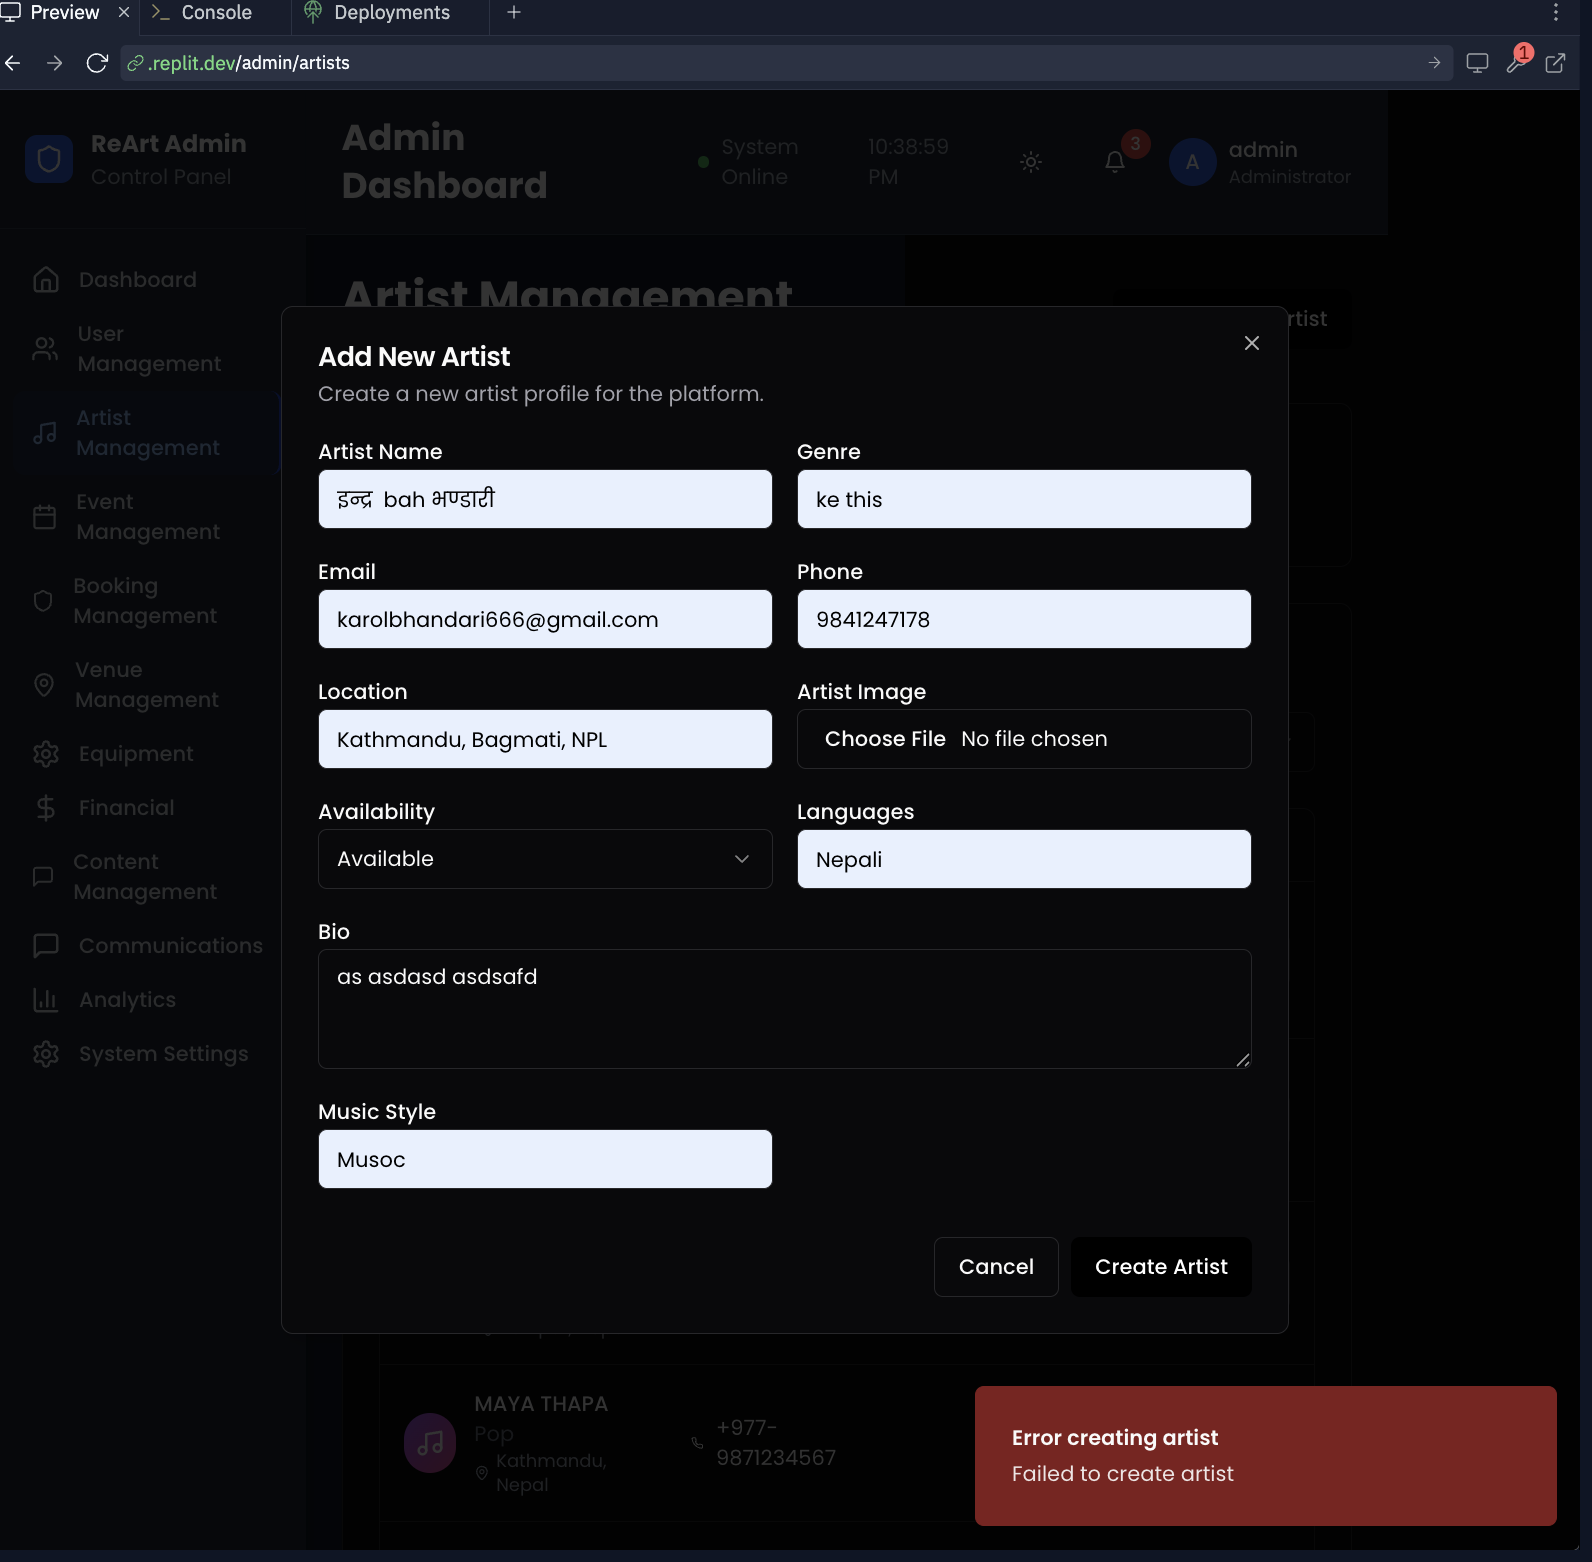 Preview
Console
Deployments
.replit.dev/admin/artists
1
ReArt Admin
Control Panel
Admin
Dashboard
System
Online
10:38:59
PM
3
A
admin
Administrator
Dashboard
User
Management
Artist
Management
Event
Management
Booking
Management
Venue
Management
Equipment
Financial
Content
Management
Communications
Analytics
System Settings
Artist Management
rtist
Add New Artist
Create a new artist profile for the platform.
Artist Name
Genre
इन्द्र bah भण्डारी
ke this
Email
Phone
karolbhandari666@gmail.com
9841247178
Location
Artist Image
Kathmandu, Bagmati, NPL
Choose File No file chosen
Availability
Languages
Available
Nepali
Bio
as asdasd asdsafd
Music Style
Musoc
Cancel
Create Artist
MAYA THAPA
Pop
Kathmandu,
Nepal
+977-
9871234567
Error creating artist
Failed to create artist